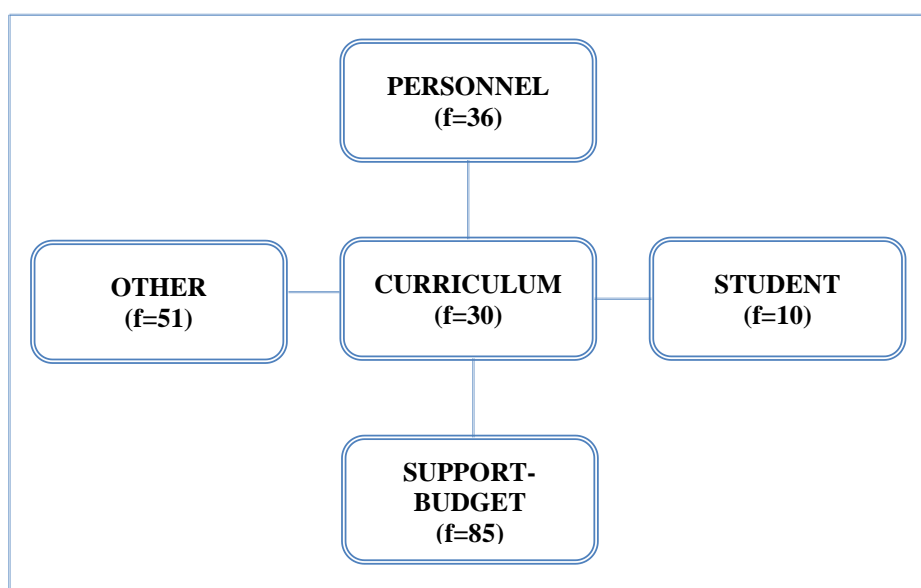 PERSONNEL
(f=36)
OTHER
(f=51)
CURRICULUM
(f=30)
STUDENT
(f=10)
SUPPORT-
BUDGET
(f=85)